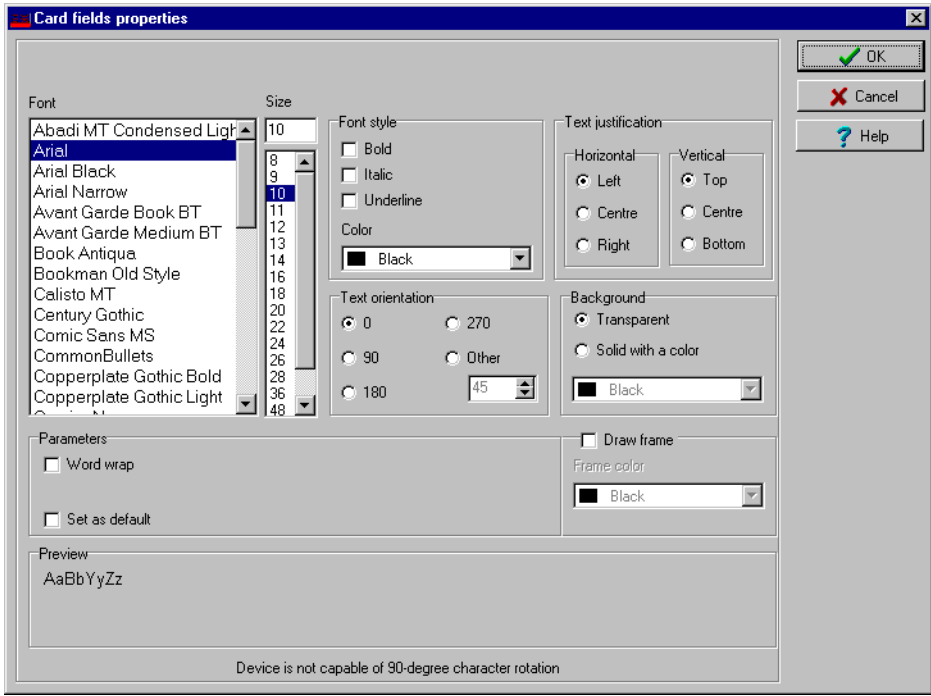 Card fields properties
OK
Cancel
Help
Font
Abadi MT Condensed Ligh
Arial
Arial Black
Arial Narrow
Avant Garde Book BT
Avant Garde Medium BT
Book Antiqua
Bookman Old Style
Calisto MT
Century Gothic
Comic Sans MS
CommonBullets
Copperplate Gothic Bold
Copperplate Gothic Light
Size
10
8
9
10
11
12
13
14
16
18
20
22
24
26
28
36
48
Font style
Bold
Italic
Underline
Color
Black
Text justification
Horizontal
Left
Centre
Right
Vertical
Top
Centre
Bottom
Text orientation
0
90
180
270
Other
45
Background
Transparent
Solid with a color
Black
Parameters
Word wrap
Set as default
Draw frame
Frame color
Black
Preview
AaBbYyZz
Device is not capable of 90-degree character rotation